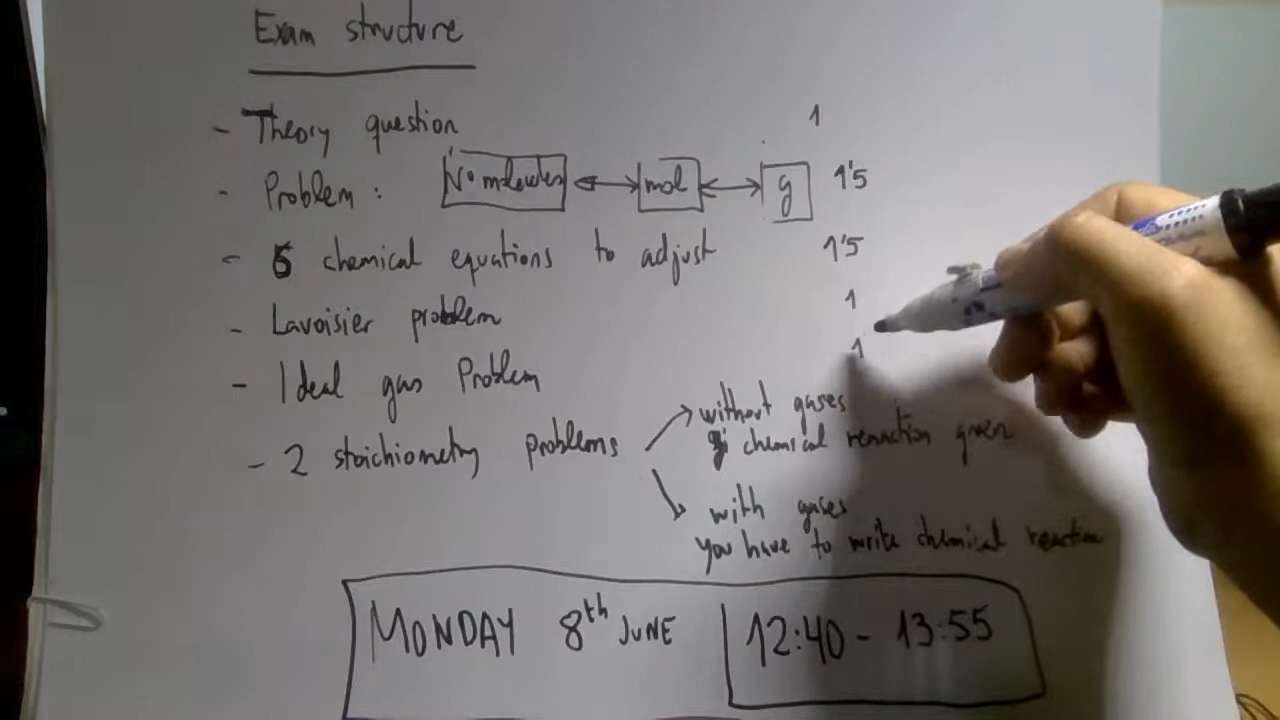 Exam structure
- Theory question 1
- Problem : Nº molecules ↔ mol ↔ g 1'5
- 5 chemical equations to adjust 1'5
- Lavoisier problem 1
- Ideal gas Problem 1
- 2 stoichiometry problems
without gases
chemical reaction given
with gases
you have to write chemical reaction
MONDAY 8th JUNE 12:40 - 13:55